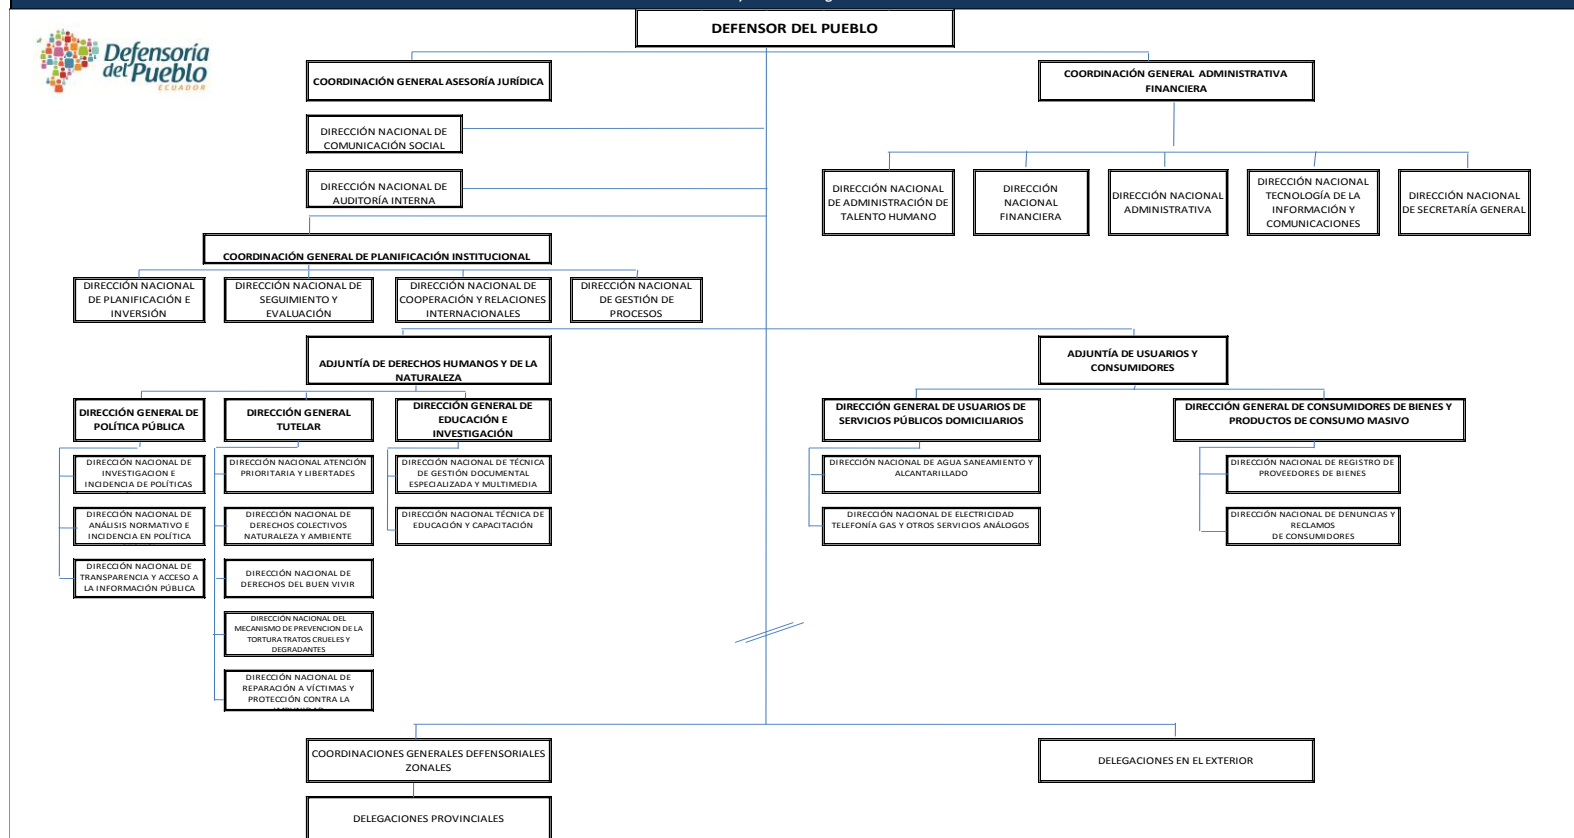 DEFENSOR DEL PUEBLO
Defensoría
del Pueblo
ECUADOR
COORDINACIÓN GENERAL ASESORÍA JURÍDICA
COORDINACIÓN GENERAL ADMINISTRATIVA
FINANCIERA
DIRECCIÓN NACIONAL DE
COMUNICACIÓN SOCIAL
DIRECCIÓN NACIONAL DE
AUDITORÍA INTERNA
DIRECCIÓN NACIONAL
DE ADMINISTRACIÓN DE
TALENTO HUMANO
DIRECCIÓN
NACIONAL
FINANCIERA
DIRECCIÓN NACIONAL
ADMINISTRATIVA
DIRECCIÓN NACIONAL
TECNOLOGÍA DE LA
INFORMACIÓN Y
COMUNICACIONES
DIRECCIÓN NACIONAL
DE SECRETARÍA GENERAL
COORDINACIÓN GENERAL DE PLANIFICACIÓN INSTITUCIONAL
DIRECCIÓN NACIONAL
DE PLANIFICACIÓN E
INVERSIÓN
DIRECCIÓN NACIONAL DE
SEGUIMIENTO Y
EVALUACIÓN
DIRECCIÓN NACIONAL DE
COOPERACIÓN Y RELACIONES
INTERNACIONALES
DIRECCIÓN NACIONAL
DE GESTIÓN DE
PROCESOS
ADJUNTÍA DE DERECHOS HUMANOS Y DE LA
NATURALEZA
ADJUNTÍA DE USUARIOS Y
CONSUMIDORES
DIRECCIÓN GENERAL DE
POLÍTICA PÚBLICA
DIRECCIÓN GENERAL
TUTELAR
DIRECCIÓN GENERAL DE
EDUCACIÓN E
INVESTIGACIÓN
DIRECCIÓN GENERAL DE USUARIOS DE
SERVICIOS PÚBLICOS DOMICILIARIOS
DIRECCIÓN GENERAL DE CONSUMIDORES DE BIENES Y
PRODUCTOS DE CONSUMO MASIVO
DIRECCIÓN NACIONAL DE
INVESTIGACION E
INCIDENCIA DE POLÍTICAS
DIRECCIÓN NACIONAL ATENCIÓN
PRIORITARIA Y LIBERTADES
DIRECCIÓN NACIONAL DE TÉCNICA
DE GESTIÓN DOCUMENTAL
ESPECIALIZADA Y MULTIMEDIA
DIRECCIÓN NACIONAL DE AGUA SANEAMIENTO Y
ALCANTARILLADO
DIRECCIÓN NACIONAL DE REGISTRO DE
PROVEEDORES DE BIENES
DIRECCIÓN NACIONAL DE
ANÁLISIS NORMATIVO E
INCIDENCIA EN POLÍTICA
DIRECCIÓN NACIONAL DE
DERECHOS COLECTIVOS
NATURALEZA Y AMBIENTE
DIRECCIÓN NACIONAL TÉCNICA DE
EDUCACIÓN Y CAPACITACIÓN
DIRECCIÓN NACIONAL DE ELECTRICIDAD
TELEFONÍA GAS Y OTROS SERVICIOS ANÁLOGOS
DIRECCIÓN NACIONAL DE DENUNCIAS Y
RECLAMOS
DE CONSUMIDORES
DIRECCIÓN NACIONAL DE
TRANSPARENCIA Y ACCESO A
LA INFORMACIÓN PÚBLICA
DIRECCIÓN NACIONAL DE
DERECHOS DEL BUEN VIVIR
DIRECCIÓN NACIONAL DEL
MECANISMO DE PREVENCION DE LA
TORTURA TRATOS CRUELES Y
DEGRADANTES
DIRECCIÓN NACIONAL DE
REPARACIÓN A VÍCTIMAS Y
PROTECCIÓN CONTRA LA
COORDINACIONES GENERALES DEFENSORIALES
ZONALES
DELEGACIONES EN EL EXTERIOR
DELEGACIONES PROVINCIALES